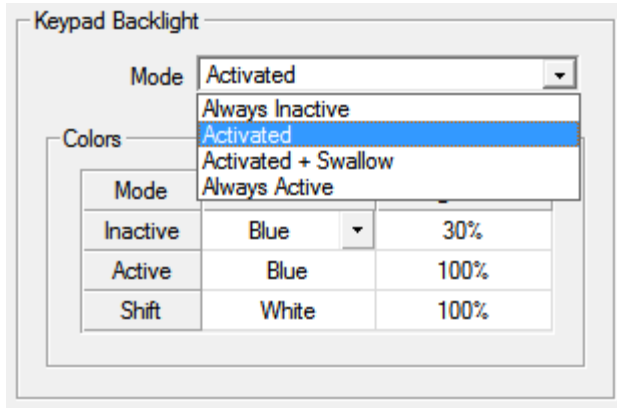 Keypad Backlight
Mode Activated
Always Inactive
Activated
Activated + Swallow
Always Active
Colors
Mode
Inactive Blue 30%
Active Blue 100%
Shift White 100%